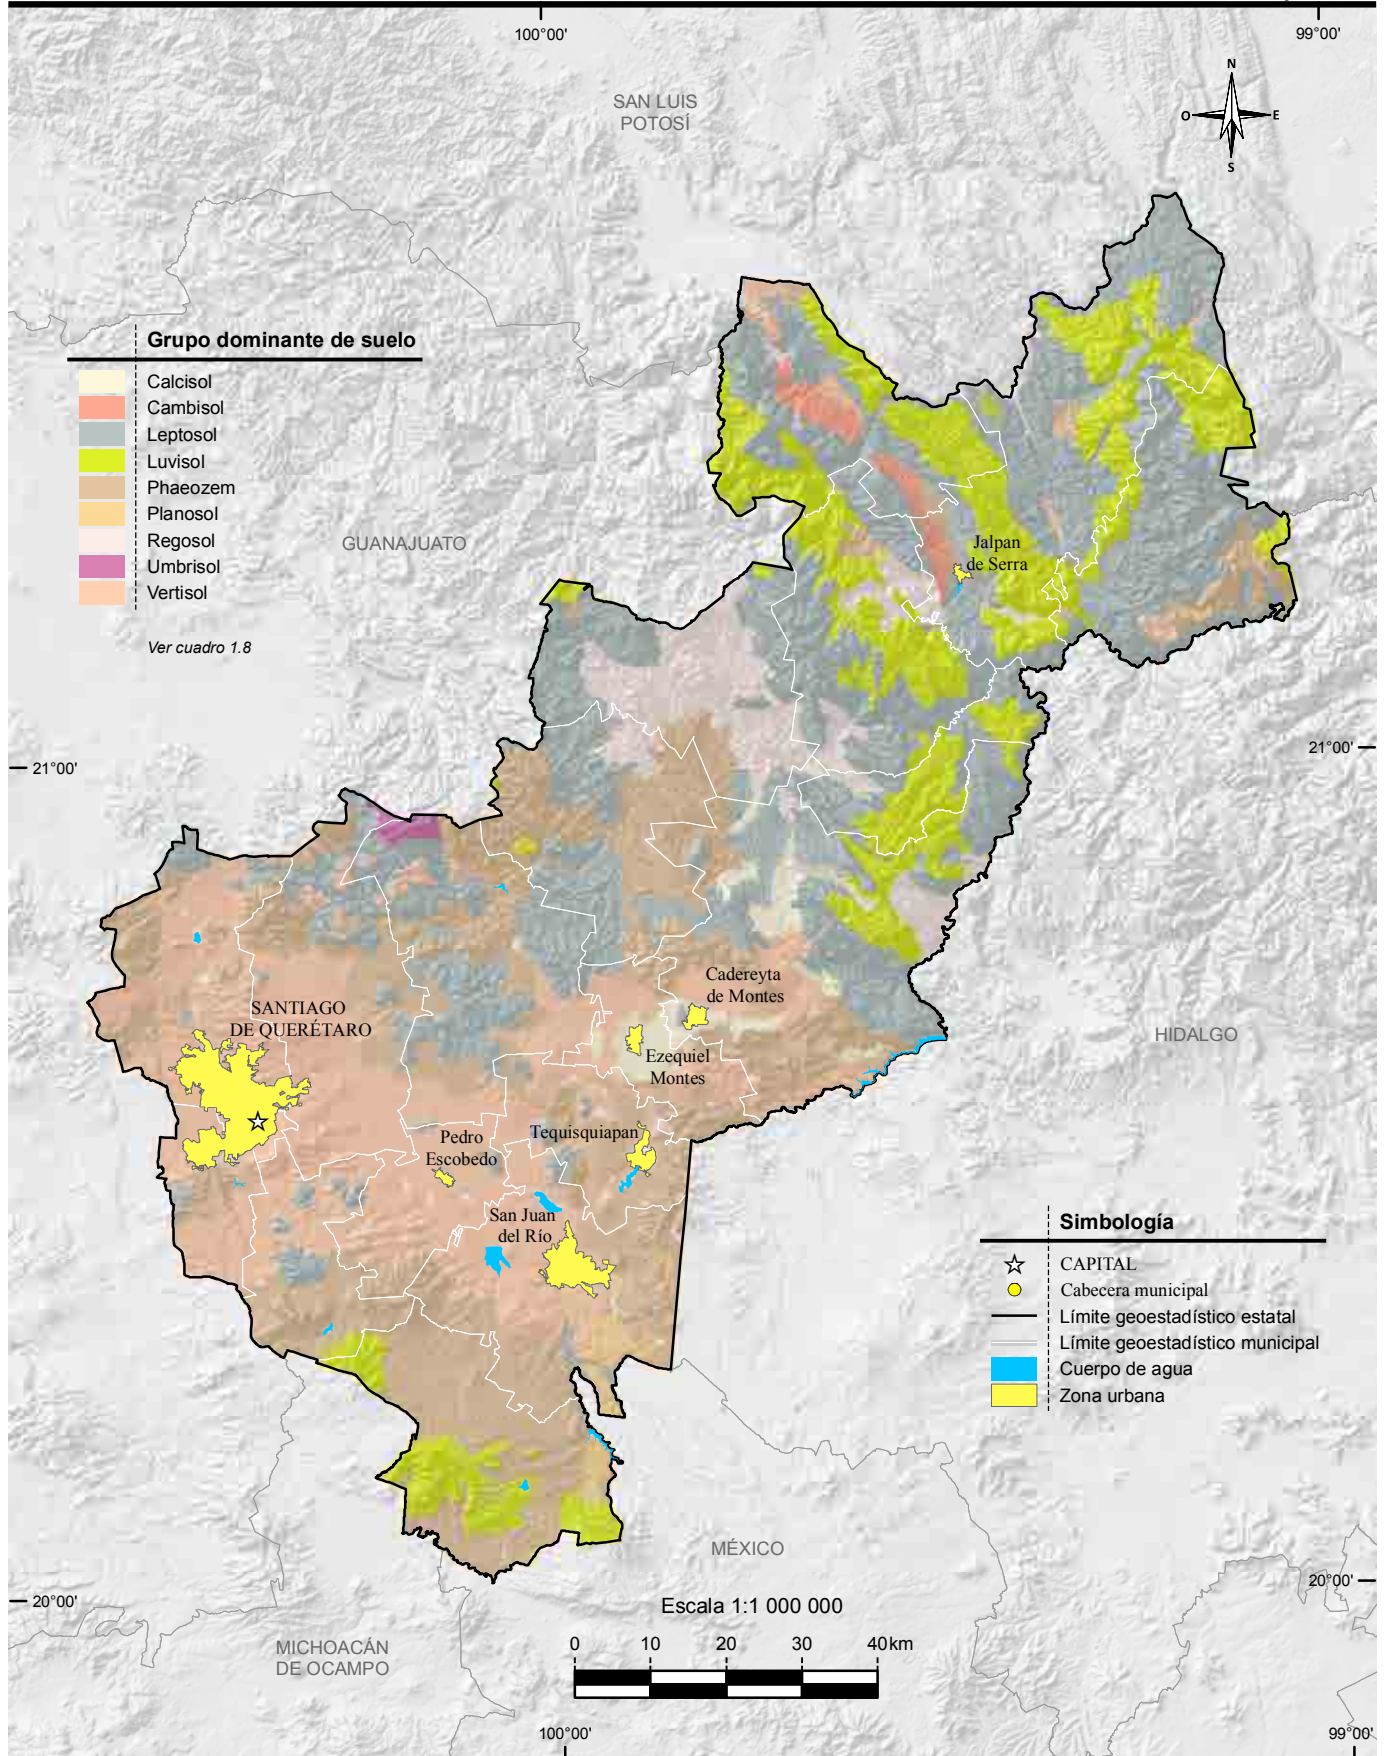 100°00'
99°00'
N
O
E
S
SAN LUIS
POTOSÍ
Grupo dominante de suelo
Calcisol
Cambisol
Leptosol
Luvisol
Phaeozem
Planosol
Regosol
Umbrisol
Vertisol
Ver cuadro 1.8
GUANAJUATO
Jalpan
de Serra
21°00'
21°00'
Cadereyta
de Montes
SANTIAGO
DE QUERÉTARO
HIDALGO
Ezequiel
Montes
Tequisquiapan
Pedro
Escobedo
San Juan
del Río
Simbología
CAPITAL
Cabecera municipal
Límite geoestadístico estatal
Límite geoestadístico municipal
Cuerpo de agua
Zona urbana
MÉXICO
20°00'
20°00'
Escala 1:1 000 000
0 10 20 30 40 km
MICHOACÁN
DE OCAMPO
100°00'
99°00'